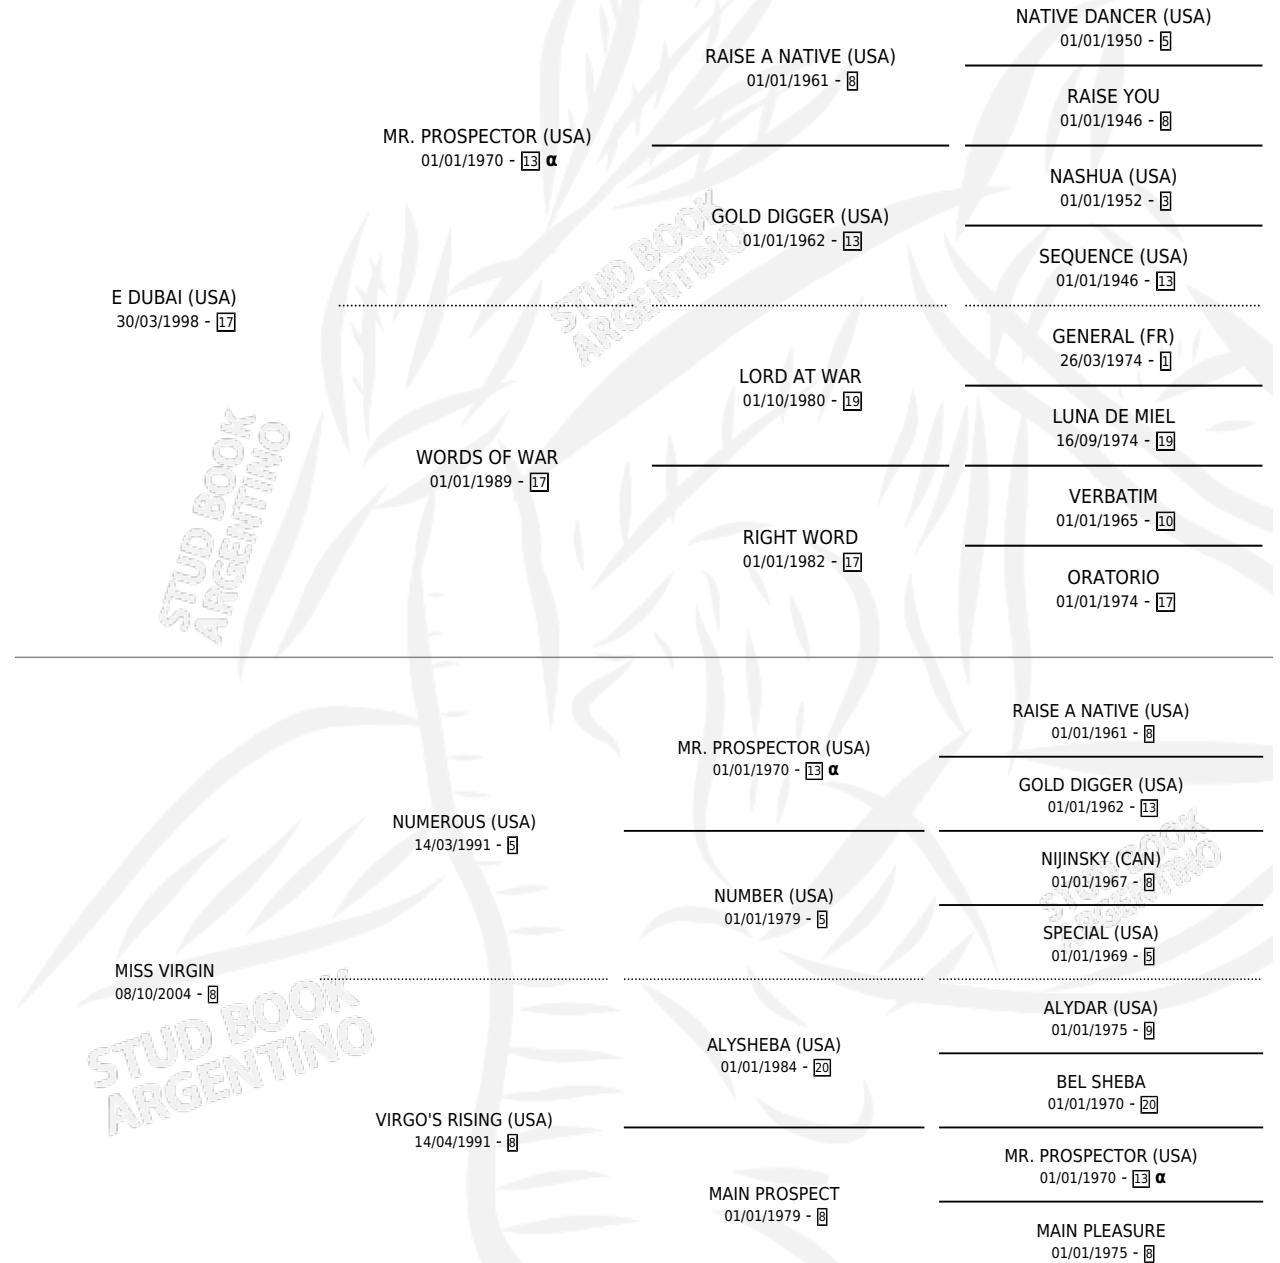 NATIVE DANCER (USA)
01/01/1950 - 5
RAISE A NATIVE (USA)
01/01/1961 - 8
RAISE YOU
01/01/1946 - 8
MR. PROSPECTOR (USA)
01/01/1970 - 13 α
NASHUA (USA)
01/01/1952 - 3
GOLD DIGGER (USA)
01/01/1962 - 13
SEQUENCE (USA)
01/01/1946 - 13
E DUBAI (USA)
30/03/1998 - 17
GENERAL (FR)
26/03/1974 - 1
LORD AT WAR
01/10/1980 - 19
LUNA DE MIEL
16/09/1974 - 19
WORDS OF WAR
01/01/1989 - 17
VERBATIM
01/01/1965 - 10
RIGHT WORD
01/01/1982 - 17
ORATORIO
01/01/1974 - 17
RAISE A NATIVE (USA)
01/01/1961 - 8
MR. PROSPECTOR (USA)
01/01/1970 - 13 α
GOLD DIGGER (USA)
01/01/1962 - 13
NUMEROUS (USA)
14/03/1991 - 5
NIJINSKY (CAN)
01/01/1967 - 8
NUMBER (USA)
01/01/1979 - 5
SPECIAL (USA)
01/01/1969 - 5
MISS VIRGIN
08/10/2004 - 8
ALYDAR (USA)
01/01/1975 - 9
ALYSHEBA (USA)
01/01/1984 - 20
BEL SHEBA
01/01/1970 - 20
VIRGO'S RISING (USA)
14/04/1991 - 8
MR. PROSPECTOR (USA)
01/01/1970 - 13 α
MAIN PROSPECT
01/01/1979 - 8
MAIN PLEASURE
01/01/1975 - 8
STUD BOOK
ARGENTINO
STUD BOOK
ARGENTINO
STUD BOOK
ARGENTINO
STUD BOOK
ARGENTINO